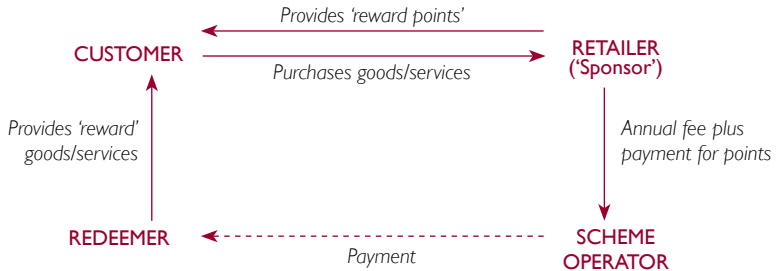 Provides ‘reward points’
CUSTOMER
RETAILER
(‘Sponsor’)
Purchases goods/services
Provides ‘reward’
goods/services
Annual fee plus
payment for points
REDEEMER
SCHEME
OPERATOR
Payment